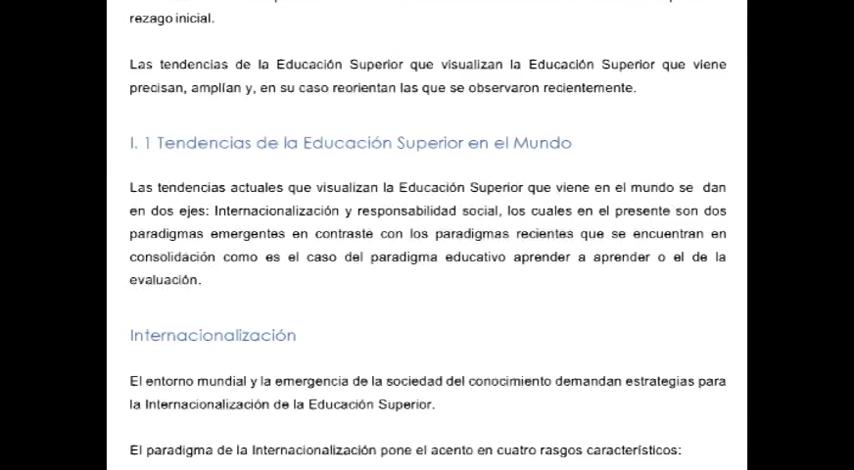 rezago inicial.
Las tendencias de la Educación Superior que visualizan la Educación Superior que viene
precisan, amplían y, en su caso reorientan las que se observaron recientemente.
I. 1 Tendencias de la Educación Superior en el Mundo
Las tendencias actuales que visualizan la Educación Superior que viene en el mundo se dan
en dos ejes: Internacionalización y responsabilidad social, los cuales en el presente son dos
paradigmas emergentes en contraste con los paradigmas recientes que se encuentran en
consolidación como es el caso del paradigma educativo aprender a aprender o el de la
evaluación.
Internacionalización
El entorno mundial y la emergencia de la sociedad del conocimiento demandan estrategias para
la Internacionalización de la Educación Superior.
El paradigma de la Internacionalización pone el acento en cuatro rasgos característicos: